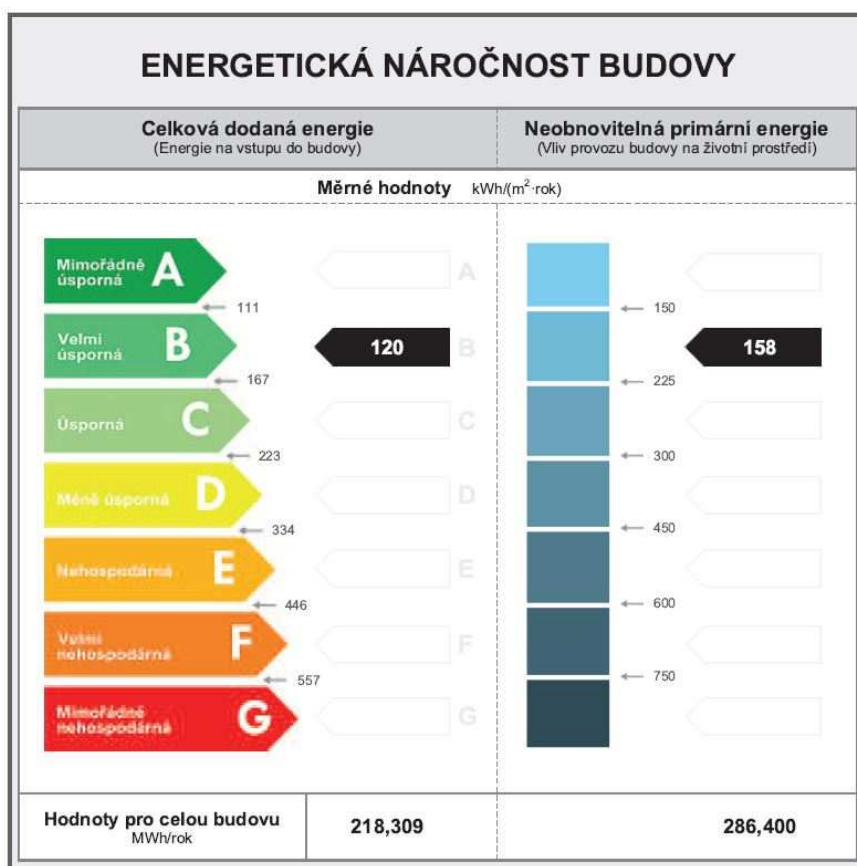 ENERGETICKÁ NÁROČNOST BUDOVY
Celková dodaná energie
(Energie na vstupu do budovy)
Neobnovitelná primární energie
(Vliv provozu budovy na životní prostředí)
Měrné hodnoty kWh/(m²·rok)
Mimořádně
úsporná
A
A
111
150
Velmi
úsporná
B
120
B
158
167
225
Úsporná
C
C
223
300
Méně úsporná
D
D
334
450
Nehospodárná
E
E
446
600
Velmi
nehospodárná
F
F
557
750
Mimořádně
nehospodárná
G
G
Hodnoty pro celou budovu
MWh/rok
218,309
286,400